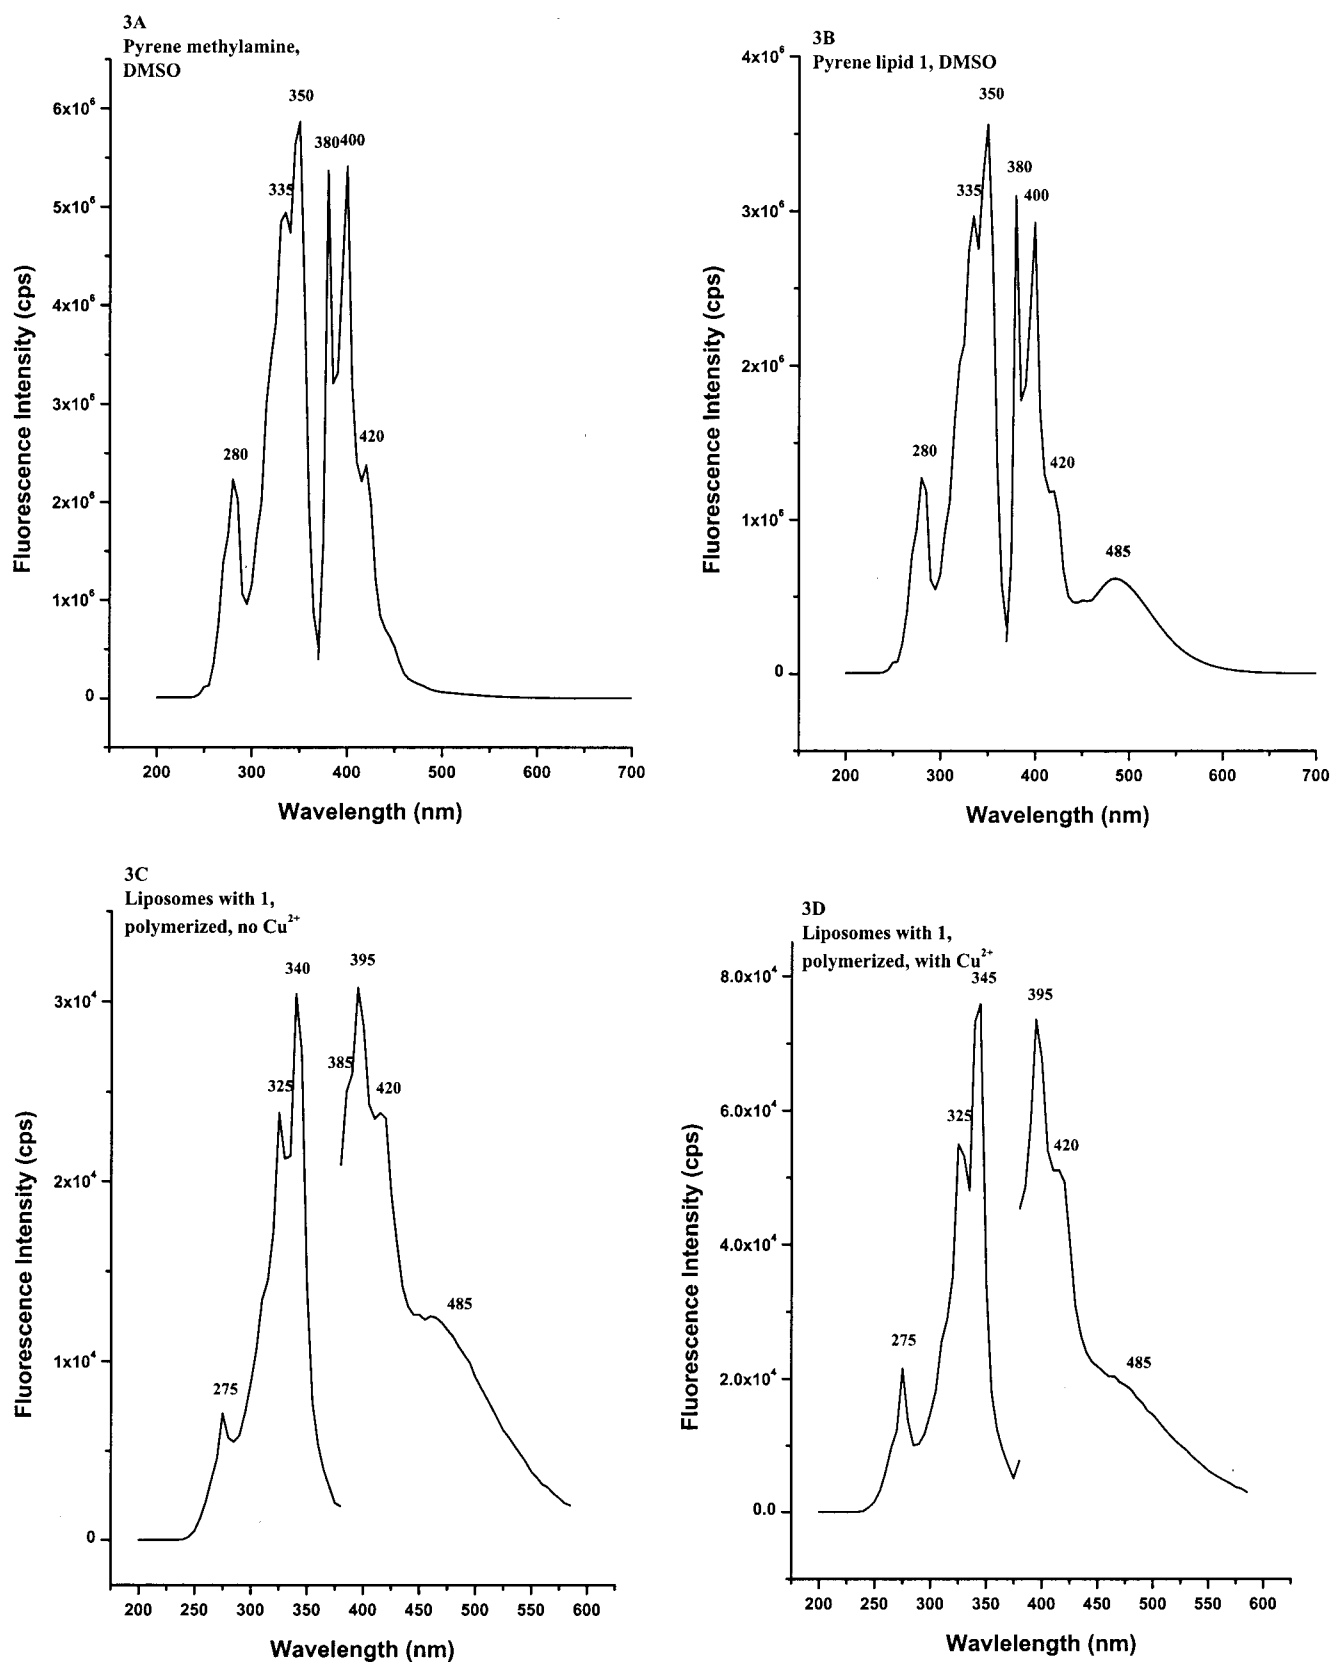 3A
Pyrene methylamine,
DMSO
350
380 400
335
420
280
6x10⁶
5x10⁶
4x10⁶
3x10⁶
2x10⁶
1x10⁶
0
Fluorescence Intensity (cps)
200 300 400 500 600 700
Wavelength (nm)
3B
Pyrene lipid 1, DMSO
350
380
335
400
280
420
485
4x10⁶
3x10⁶
2x10⁶
1x10⁶
0
Fluorescence Intensity (cps)
200 300 400 500 600 700
Wavelength (nm)
3C
Liposomes with 1,
polymerized, no Cu²⁺
340
395
385
325
420
485
275
3x10⁴
2x10⁴
1x10⁴
0
Fluorescence Intensity (cps)
200 250 300 350 400 450 500 550 600
Wavlelength (nm)
3D
Liposomes with 1,
polymerized, with Cu²⁺
345
395
325
420
275
485
8.0x10⁴
6.0x10⁴
4.0x10⁴
2.0x10⁴
0.0
Fluorescence Intensity (cps)
200 250 300 350 400 450 500 550 600
Wavlelength (nm)